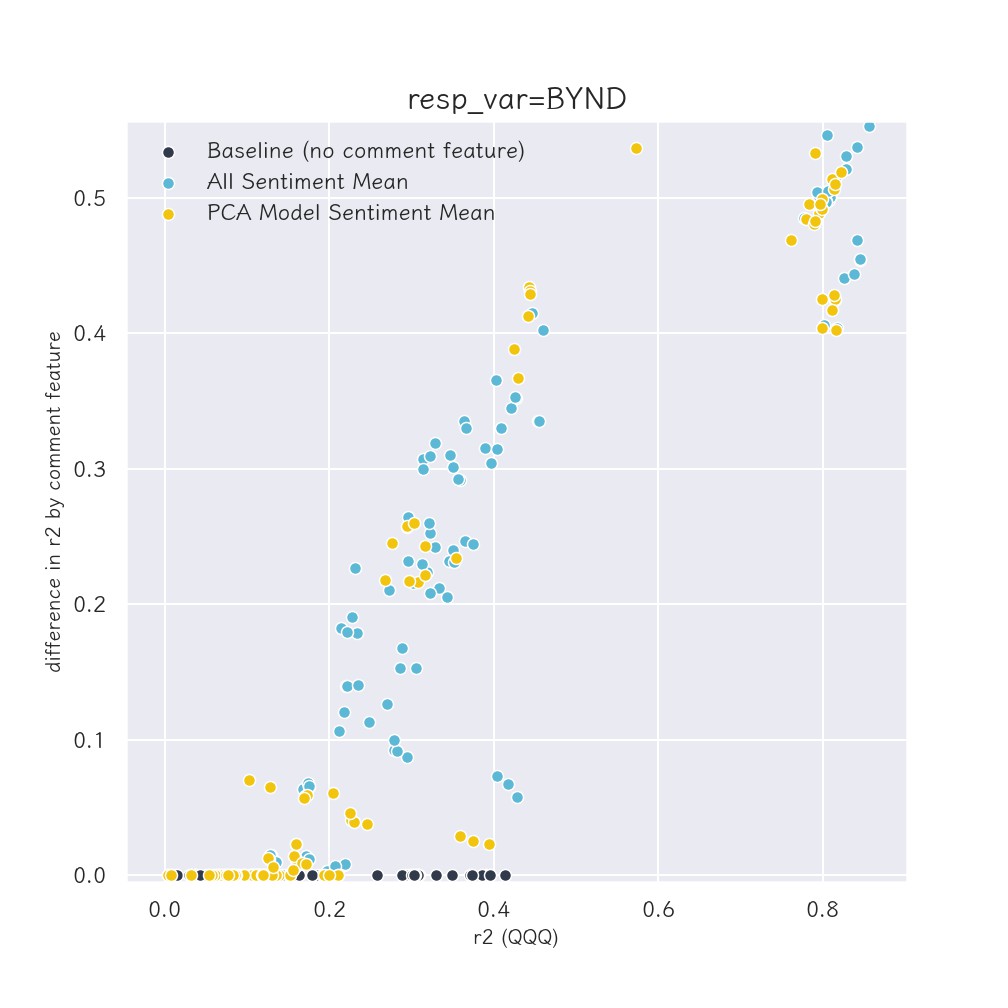 resp_var=BYND
Baseline (no comment feature)
All Sentiment Mean
PCA Model Sentiment Mean
difference in r2 by comment feature
0.5
0.4
0.3
0.2
0.1
0.0
0.0 0.2 0.4 0.6 0.8
r2 (QQQ)